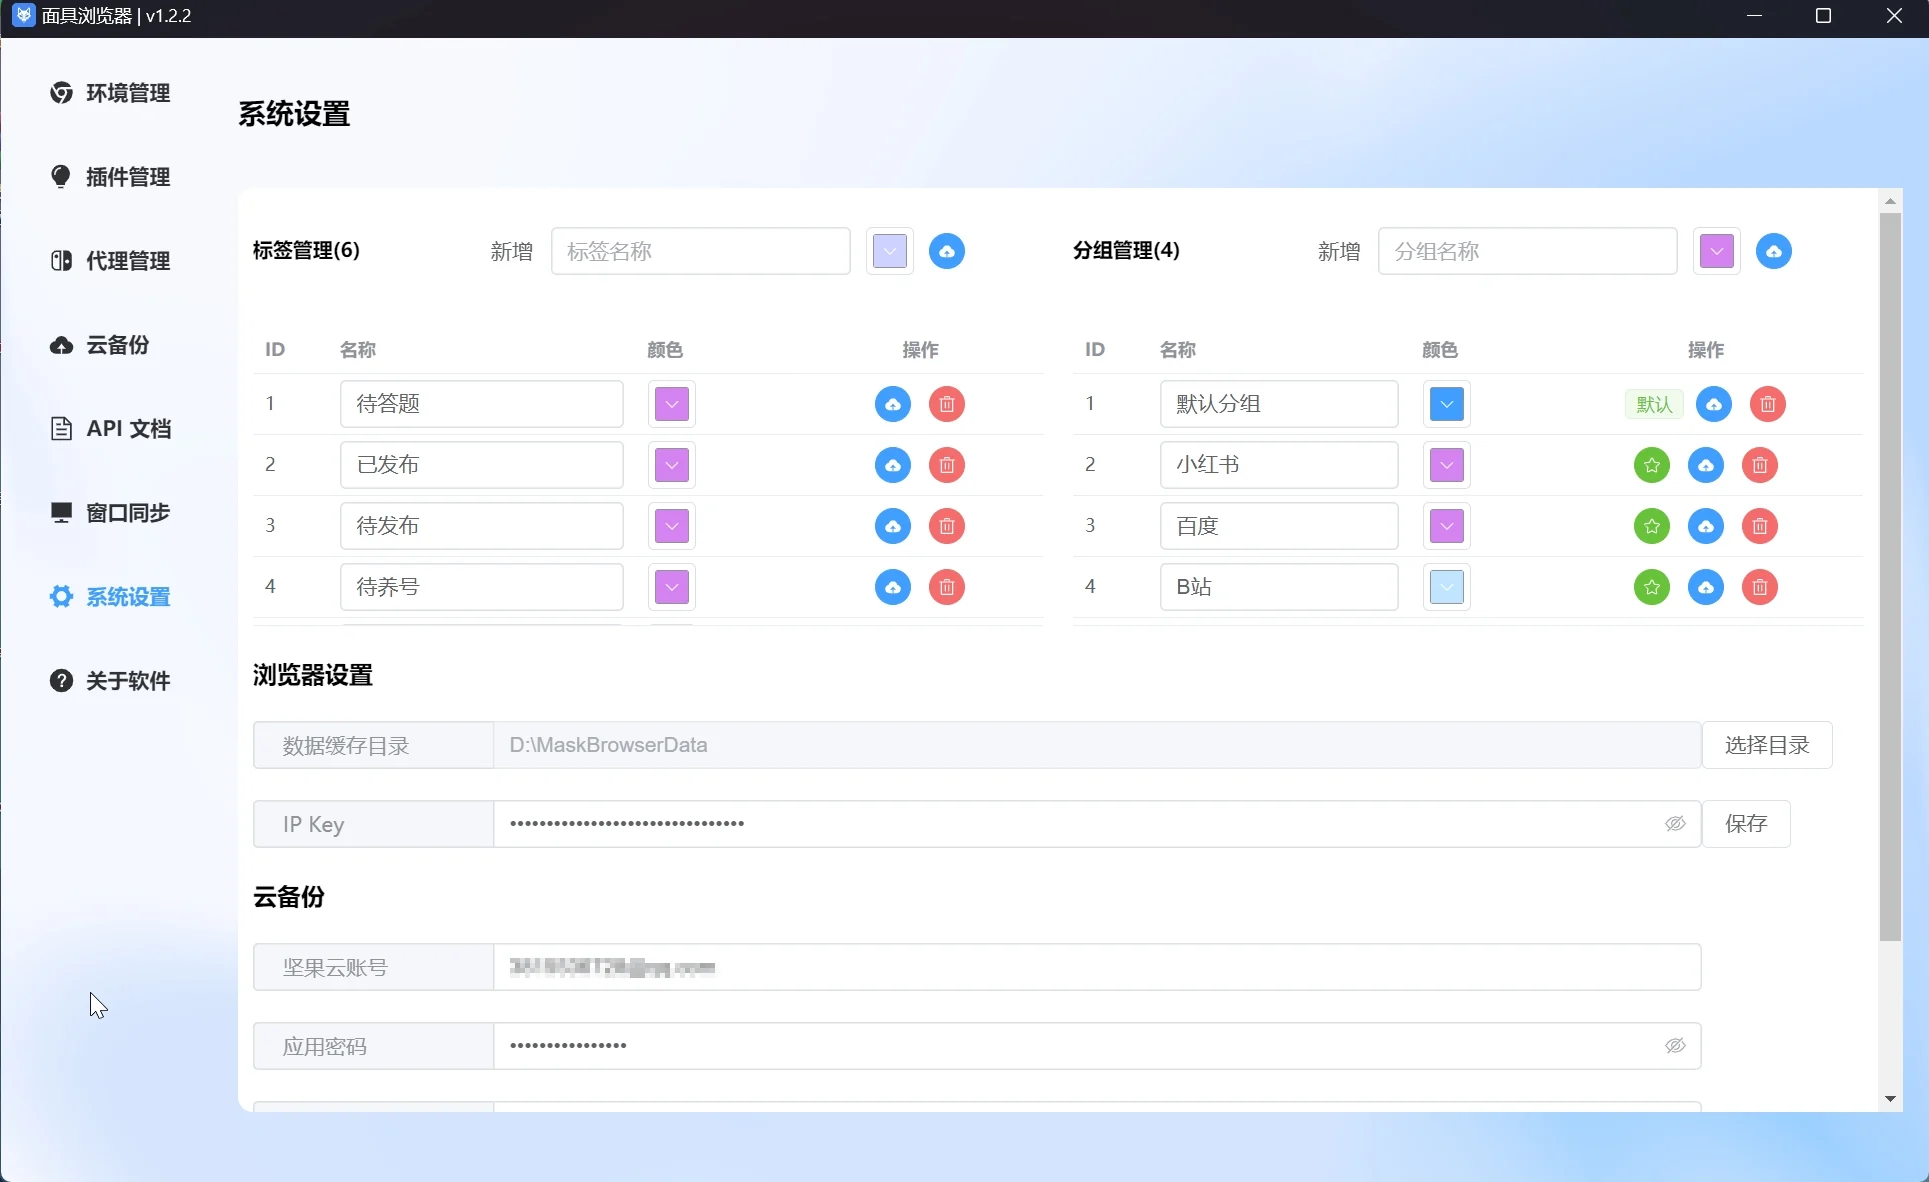 面具浏览器 | v1.2.2
环境管理
插件管理
代理管理
云备份
API 文档
窗口同步
系统设置
关于软件
系统设置
标签管理(6) 新增 标签名称
ID 名称 颜色 操作
1 待答题
2 已发布
3 待发布
4 待养号
分组管理(4) 新增 分组名称
ID 名称 颜色 操作
1 默认分组 默认
2 小红书
3 百度
4 B站
浏览器设置
数据缓存目录 D:\MaskBrowserData 选择目录
IP Key •••••••••••••••••••••••••••••••• 保存
云备份
坚果云账号
应用密码 ••••••••••••••••